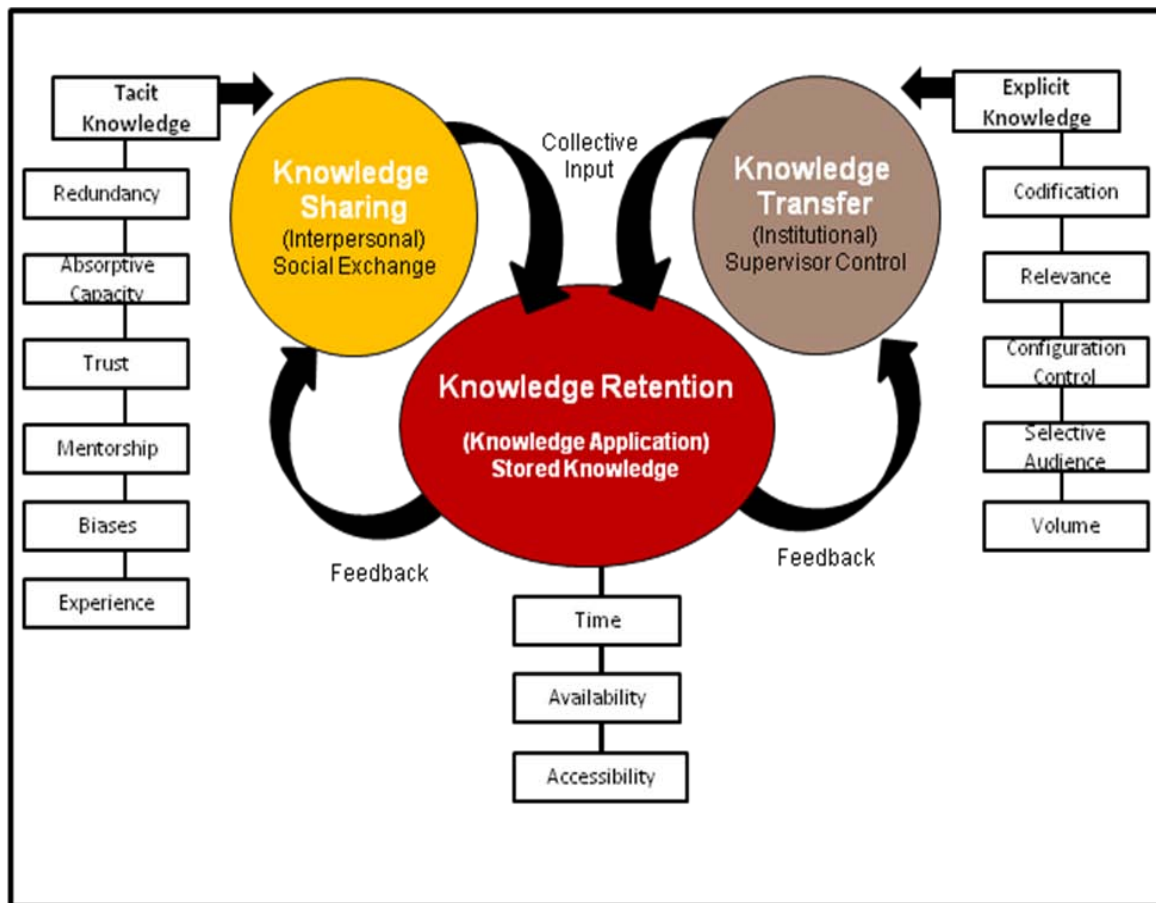 Tacit
Knowledge
Redundancy
Absorptive
Capacity
Trust
Mentorship
Biases
Experience
Knowledge
Sharing
(Interpersonal)
Social Exchange
Collective
Input
Knowledge
Transfer
(Institutional)
Supervisor Control
Explicit
Knowledge
Codification
Relevance
Configuration
Control
Selective
Audience
Volume
Knowledge Retention
(Knowledge Application)
Stored Knowledge
Feedback
Feedback
Time
Availability
Accessibility